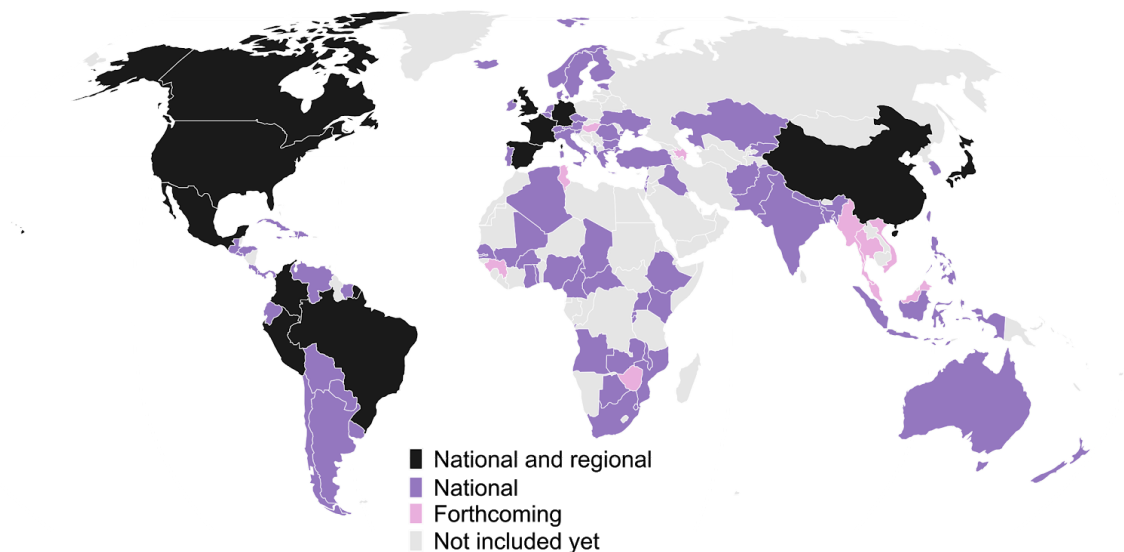 National and regional
National
Forthcoming
Not included yet